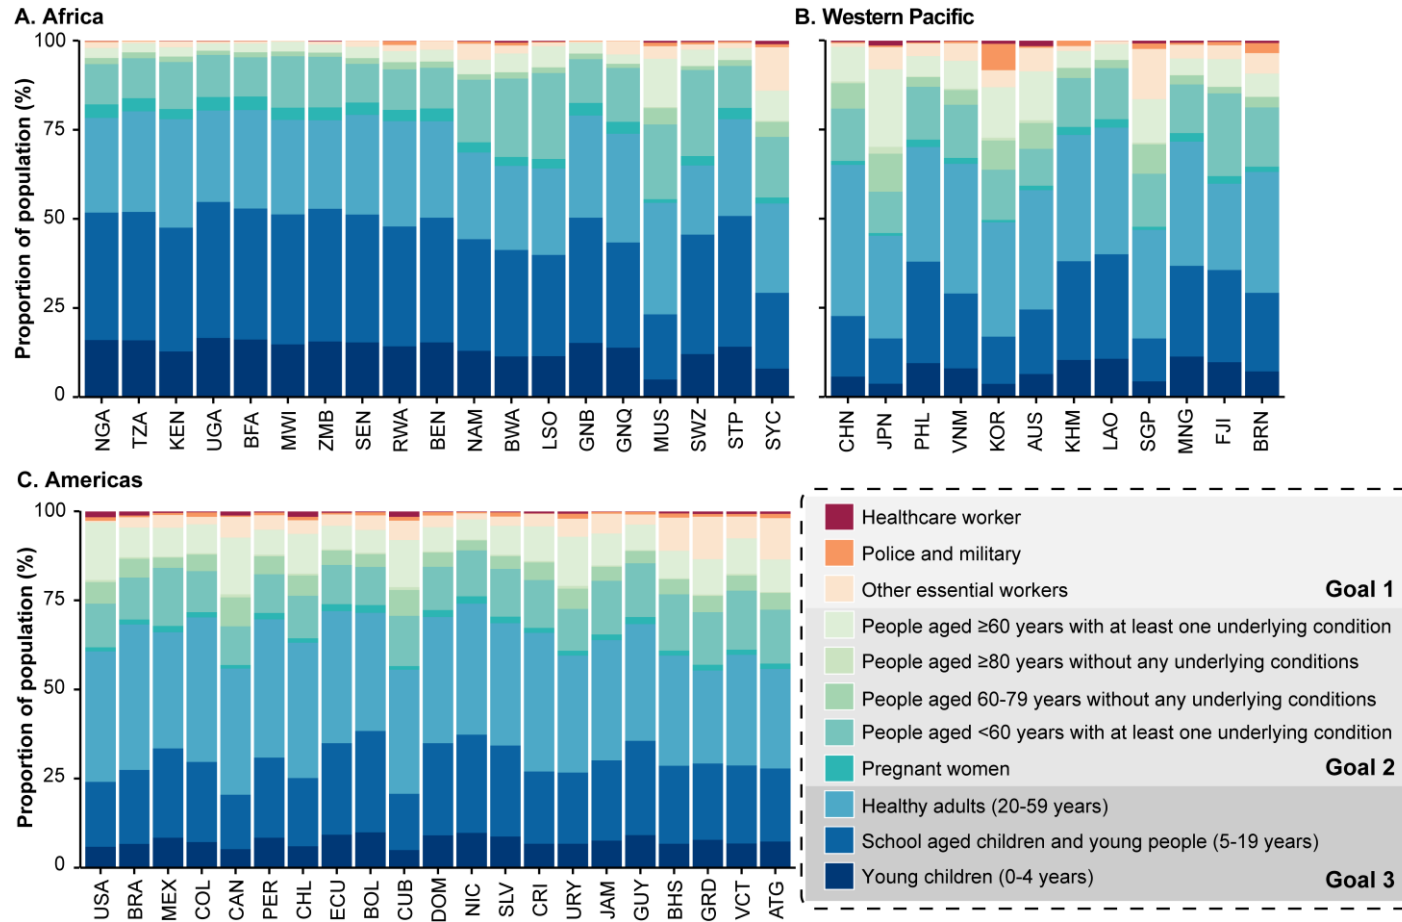 A. Africa
Proportion of population (%)
100
75
50
25
0
NGA TZA KEN UGA BFA MWI ZMB SEN RWA BEN NAM BWA LSO GNB GNQ MUS SWZ STP SYC
B. Western Pacific
CHN JPN PHL VNM KOR AUS KHM LAO SGP MNG FJI BRN
C. Americas
Proportion of population (%)
100
75
50
25
0
USA BRA MEX COL CAN PER CHL ECU BOL CUB DOM NIC SLV CRI URY JAM GUY BHS GRD VCT ATG
Healthcare worker
Police and military
Other essential workers Goal 1
People aged ≥60 years with at least one underlying condition
People aged ≥80 years without any underlying conditions
People aged 60-79 years without any underlying conditions
People aged <60 years with at least one underlying condition
Pregnant women Goal 2
Healthy adults (20-59 years)
School aged children and young people (5-19 years)
Young children (0-4 years) Goal 3